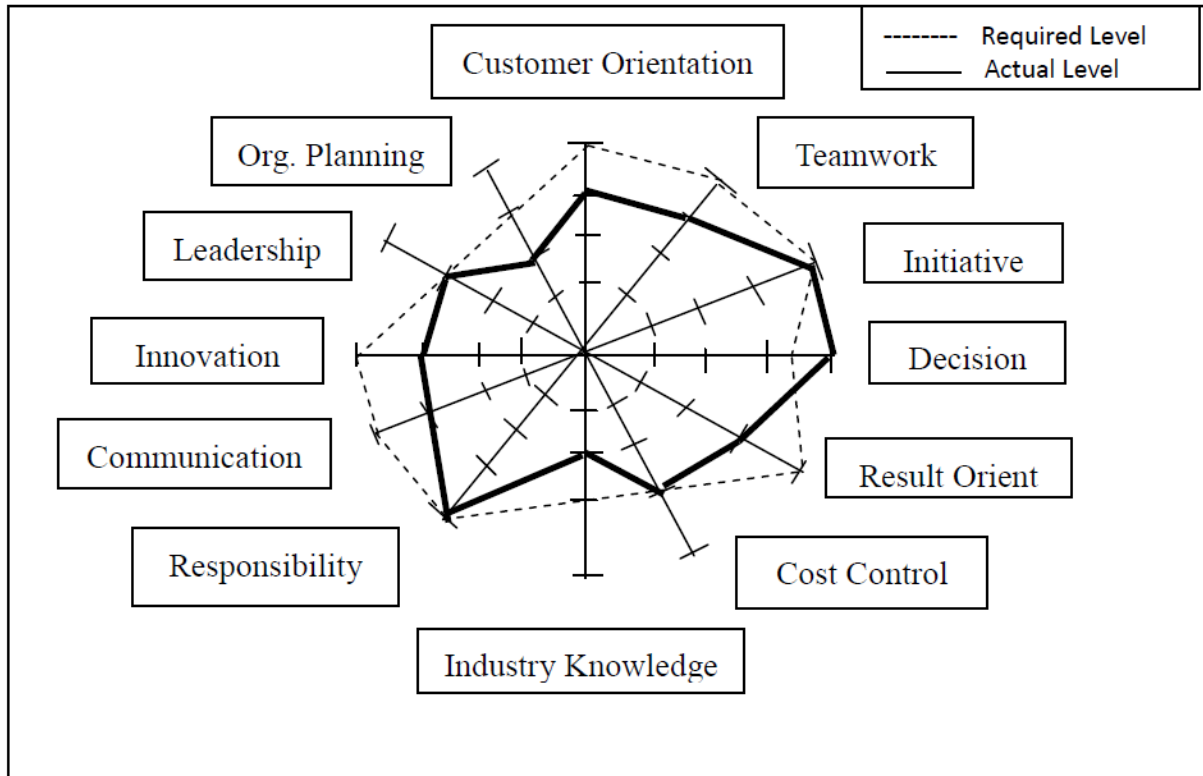 Required Level
Actual Level
Customer Orientation
Org. Planning
Teamwork
Leadership
Initiative
Innovation
Decision
Communication
Result Orient
Responsibility
Cost Control
Industry Knowledge